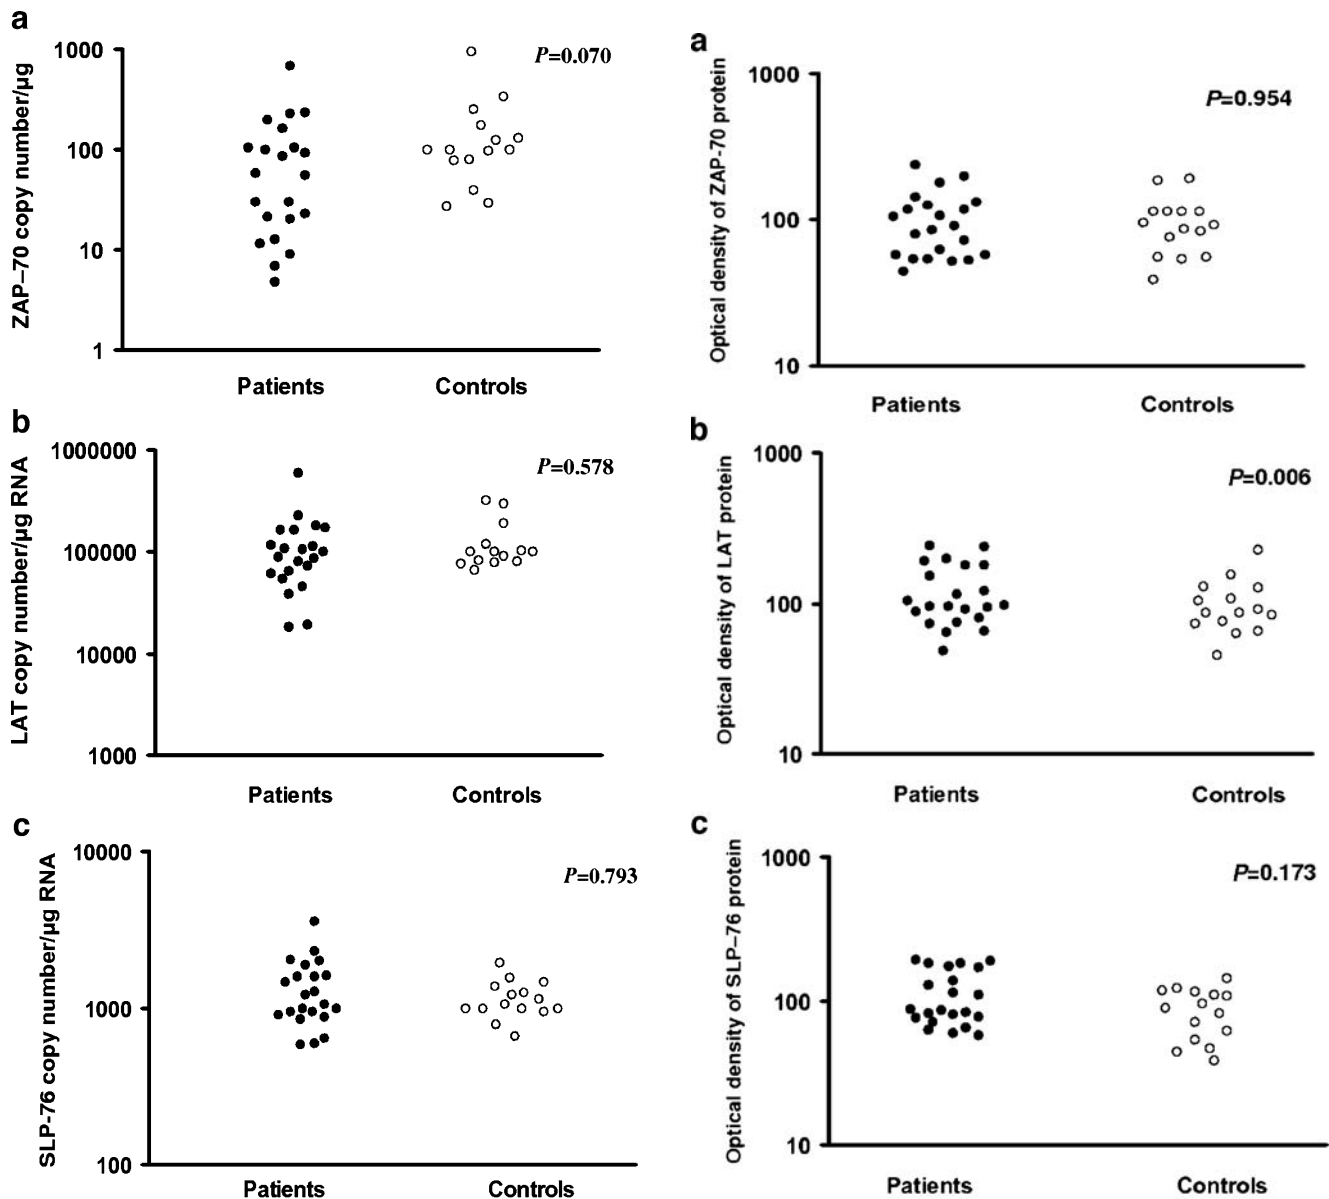 a
ZAP–70 copy number/µg
1000
100
10
1
P=0.070
Patients Controls
b
LAT copy number/µg RNA
1000000
100000
10000
1000
P=0.578
Patients Controls
c
SLP-76 copy number/µg RNA
10000
1000
100
P=0.793
Patients Controls
a
Optical density of ZAP-70 protein
1000
100
10
P=0.954
Patients Controls
b
Optical density of LAT protein
1000
100
10
P=0.006
Patients Controls
c
Optical density of SLP–76 protein
1000
100
10
P=0.173
Patients Controls